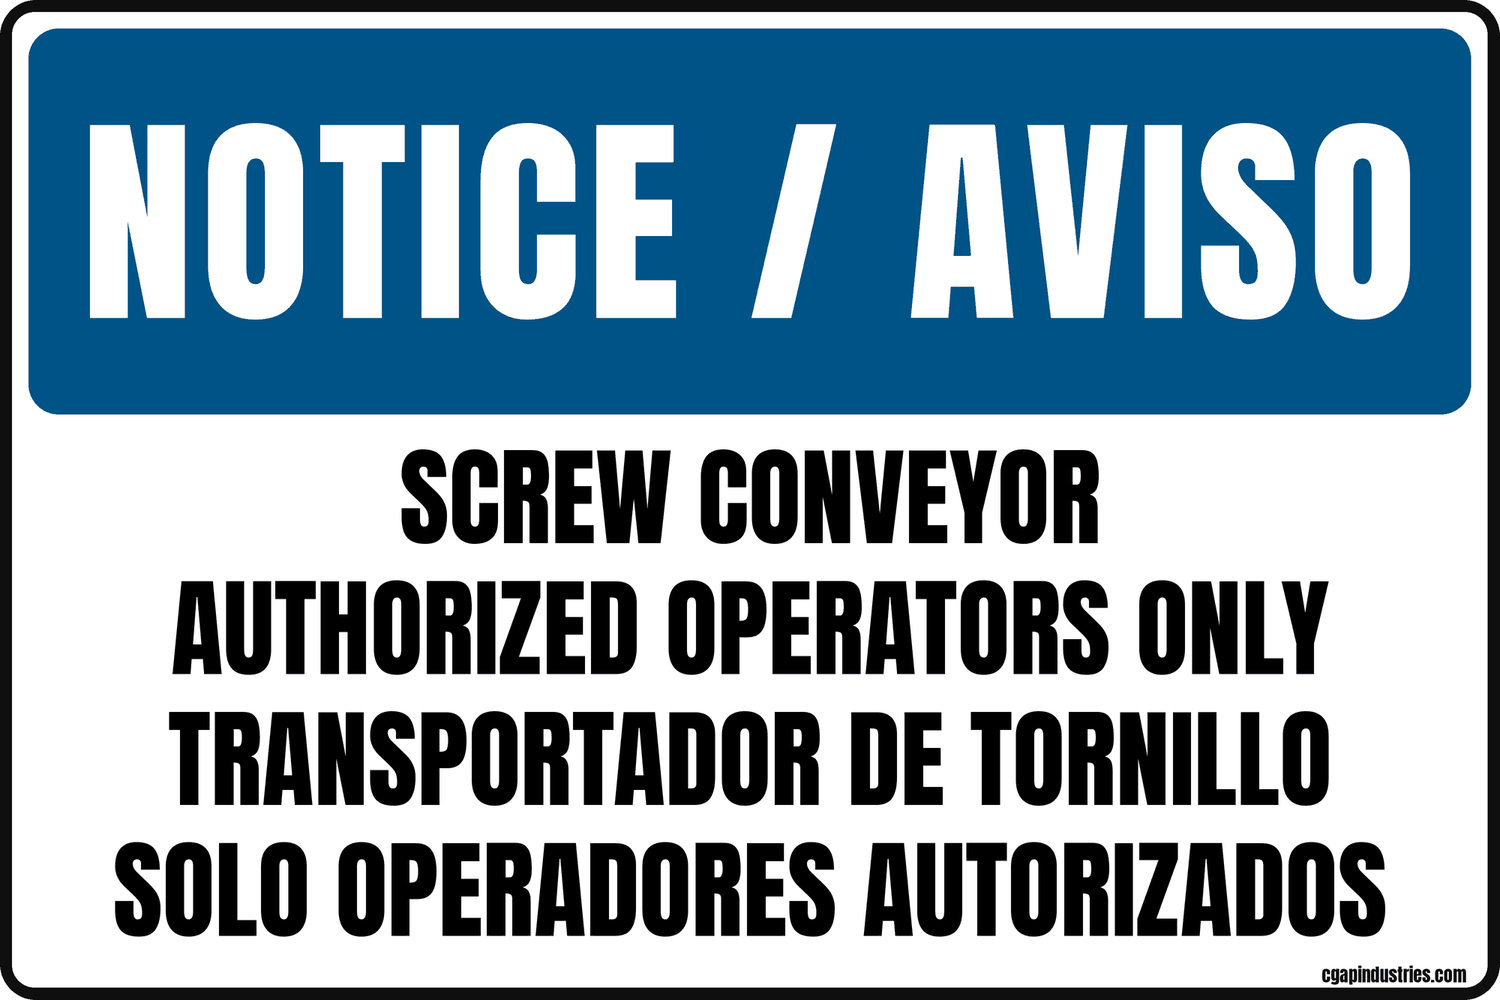 NOTICE / AVISO
SCREW CONVEYOR
AUTHORIZED OPERATORS ONLY
TRANSPORTADOR DE TORNILLO
SOLO OPERADORES AUTORIZADOS
cgapindustries.com